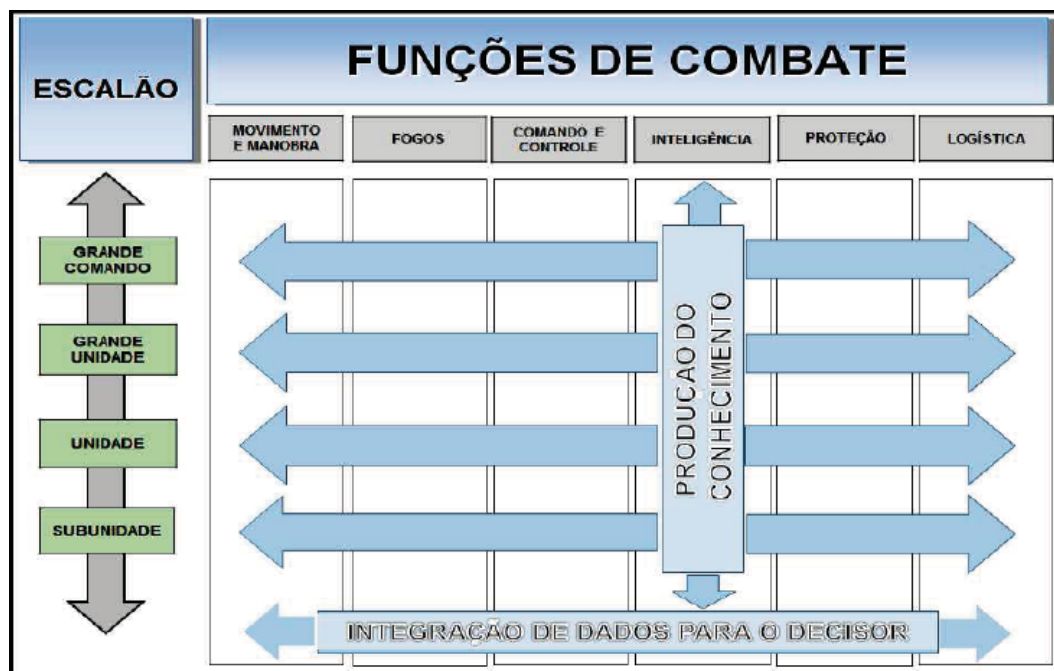 ESCALÃO
FUNÇÕES DE COMBATE
MOVIMENTO
E MANOBRA
FOGOS
COMANDO E
CONTROLE
INTELIGÊNCIA
PROTEÇÃO
LOGÍSTICA
GRANDE
COMANDO
GRANDE
UNIDADE
UNIDADE
SUBUNIDADE
PRODUÇAO DO
CONHECIMENTO
INTEGRAÇÃO DE DADOS PARA O DECISOR